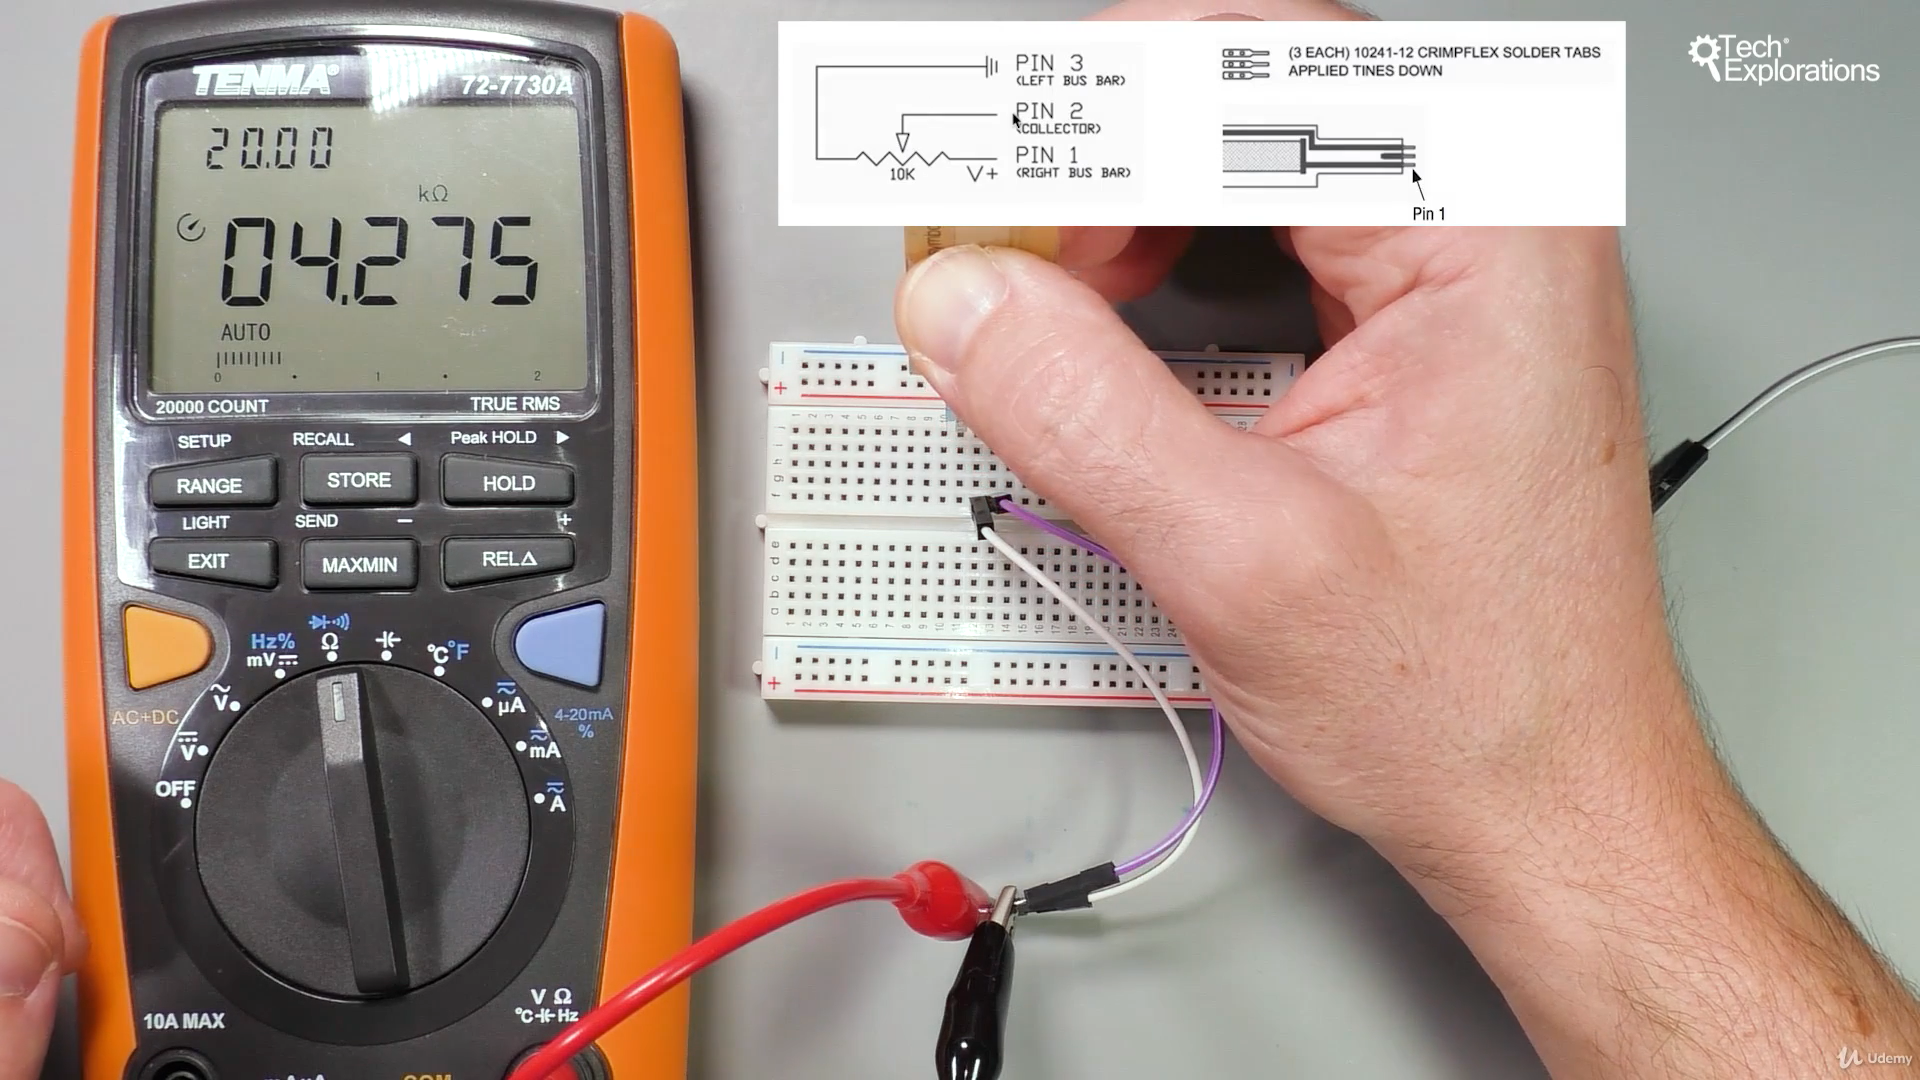 TENMA®
72-7730A
20.00
kΩ
04.275
AUTO
0 1 2
20000 COUNT TRUE RMS
SETUP RECALL ◄ Peak HOLD ►
RANGE STORE HOLD
LIGHT SEND − +
EXIT MAXMIN REL△
Hz%
mV
Ω
°C°F
V
µA
AC+DC
4-20mA
%
V
mA
OFF
A
V Ω
°C Hz
10A MAX
COM
PIN 3
(LEFT BUS BAR)
PIN 2
(COLLECTOR)
PIN 1
(RIGHT BUS BAR)
10K
V+
(3 EACH) 10241-12 CRIMPFLEX SOLDER TABS
APPLIED TINES DOWN
Pin 1
Tech®
Explorations
Udemy